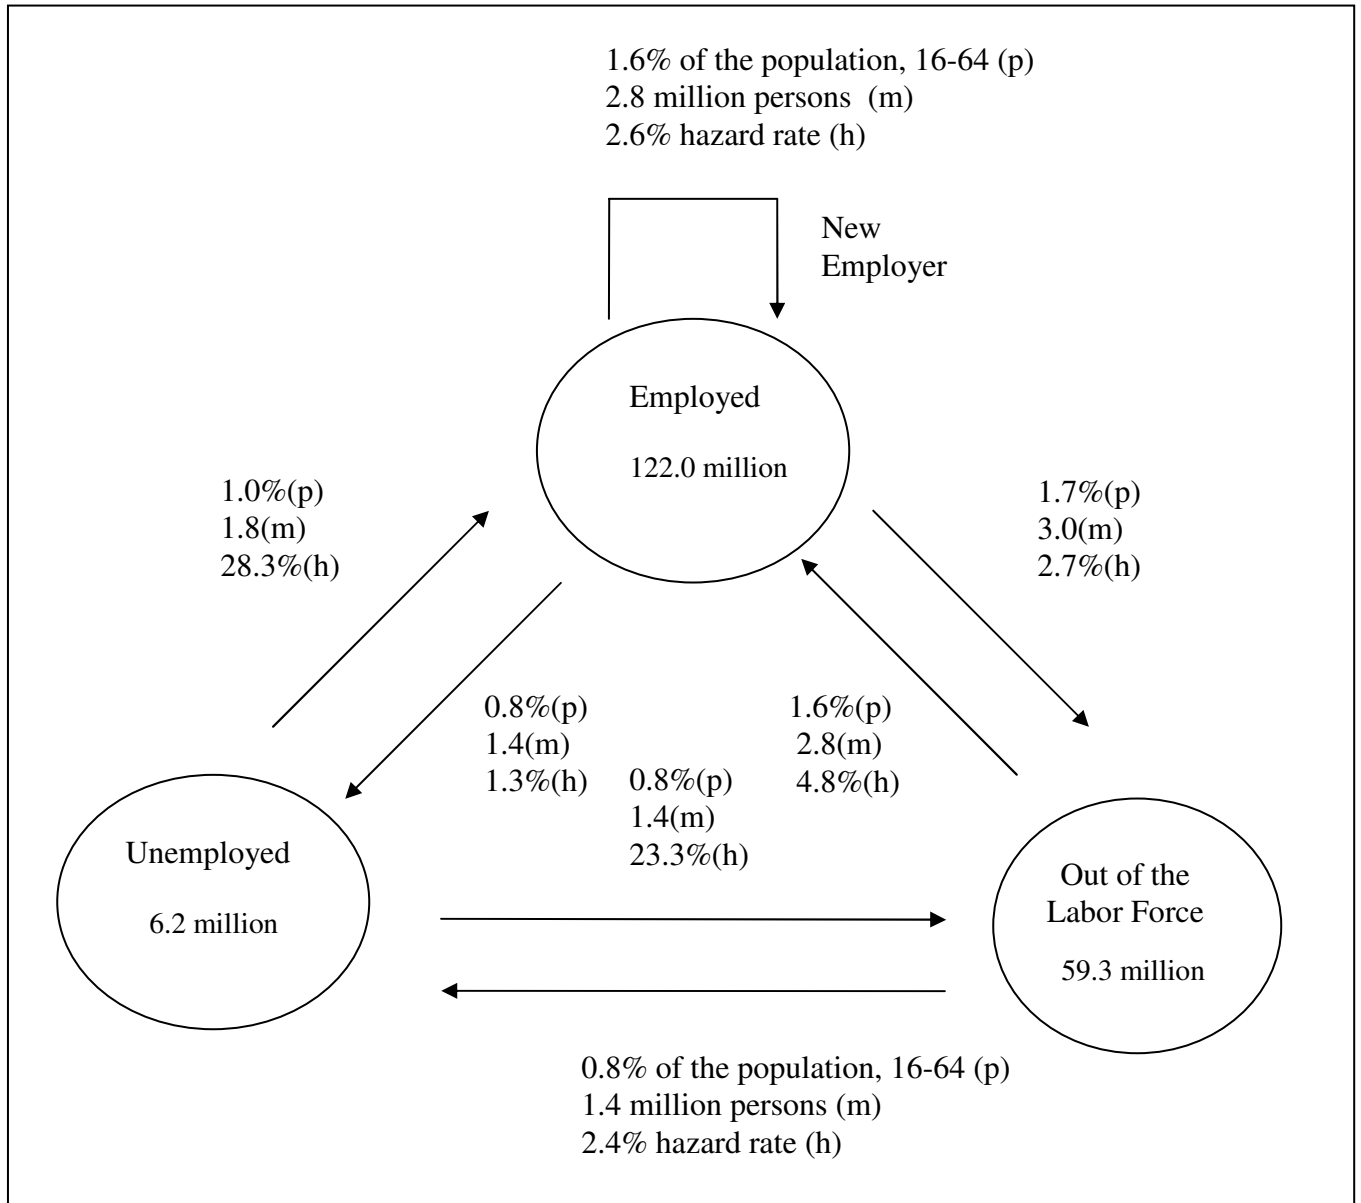 1.6% of the population, 16-64 (p)
2.8 million persons (m)
2.6% hazard rate (h)
New
Employer
Employed
122.0 million
1.0%(p)
1.8(m)
28.3%(h)
1.7%(p)
3.0(m)
2.7%(h)
0.8%(p)
1.4(m)
1.3%(h)
1.6%(p)
2.8(m)
4.8%(h)
0.8%(p)
1.4(m)
23.3%(h)
Unemployed
6.2 million
Out of the
Labor Force
59.3 million
0.8% of the population, 16-64 (p)
1.4 million persons (m)
2.4% hazard rate (h)